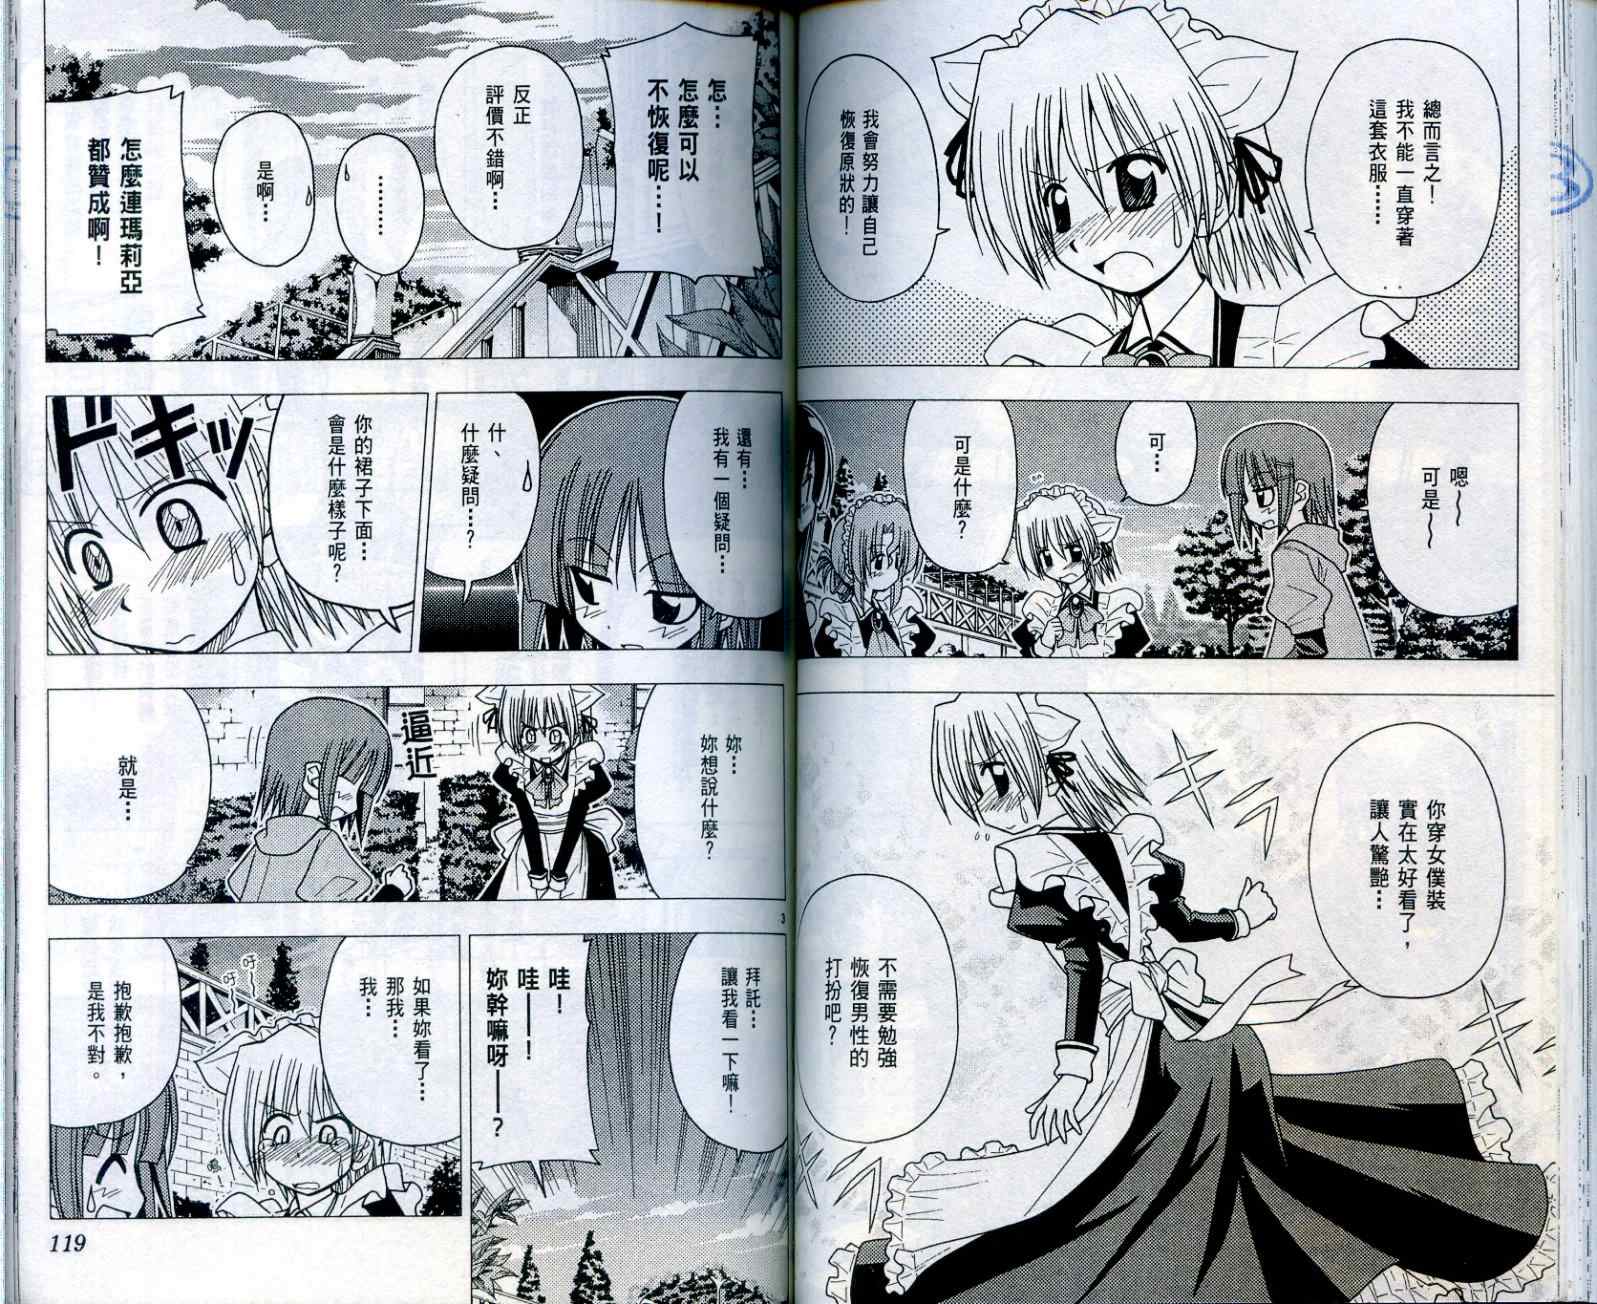 總而言之！
我不能一直穿著
這套衣服……
我會努力讓自己
恢復原狀的！
嗯～
可是～
可…
可是什麼？
你穿女僕裝
實在太好看了，
讓人驚艷…
不需要勉強
恢復男性的
打扮吧？
怎…
怎麼可以
不恢復呢…！
反正
評價不錯啊…
………
是啊…
怎麼連瑪莉亞
都贊成啊！
還有…
我有一個疑問…
什、
什麼疑問…？
你的裙子下面…
會是什麼樣子呢？
ドキッ
妳…
妳想說什麼？
逼近
就是…
3
拜託…
讓我看一下嘛！
哇！
哇——！
妳幹嘛呀——？
如果妳看了…
那我…
我…
吁～
吁～
抱歉抱歉，
是我不對。
119